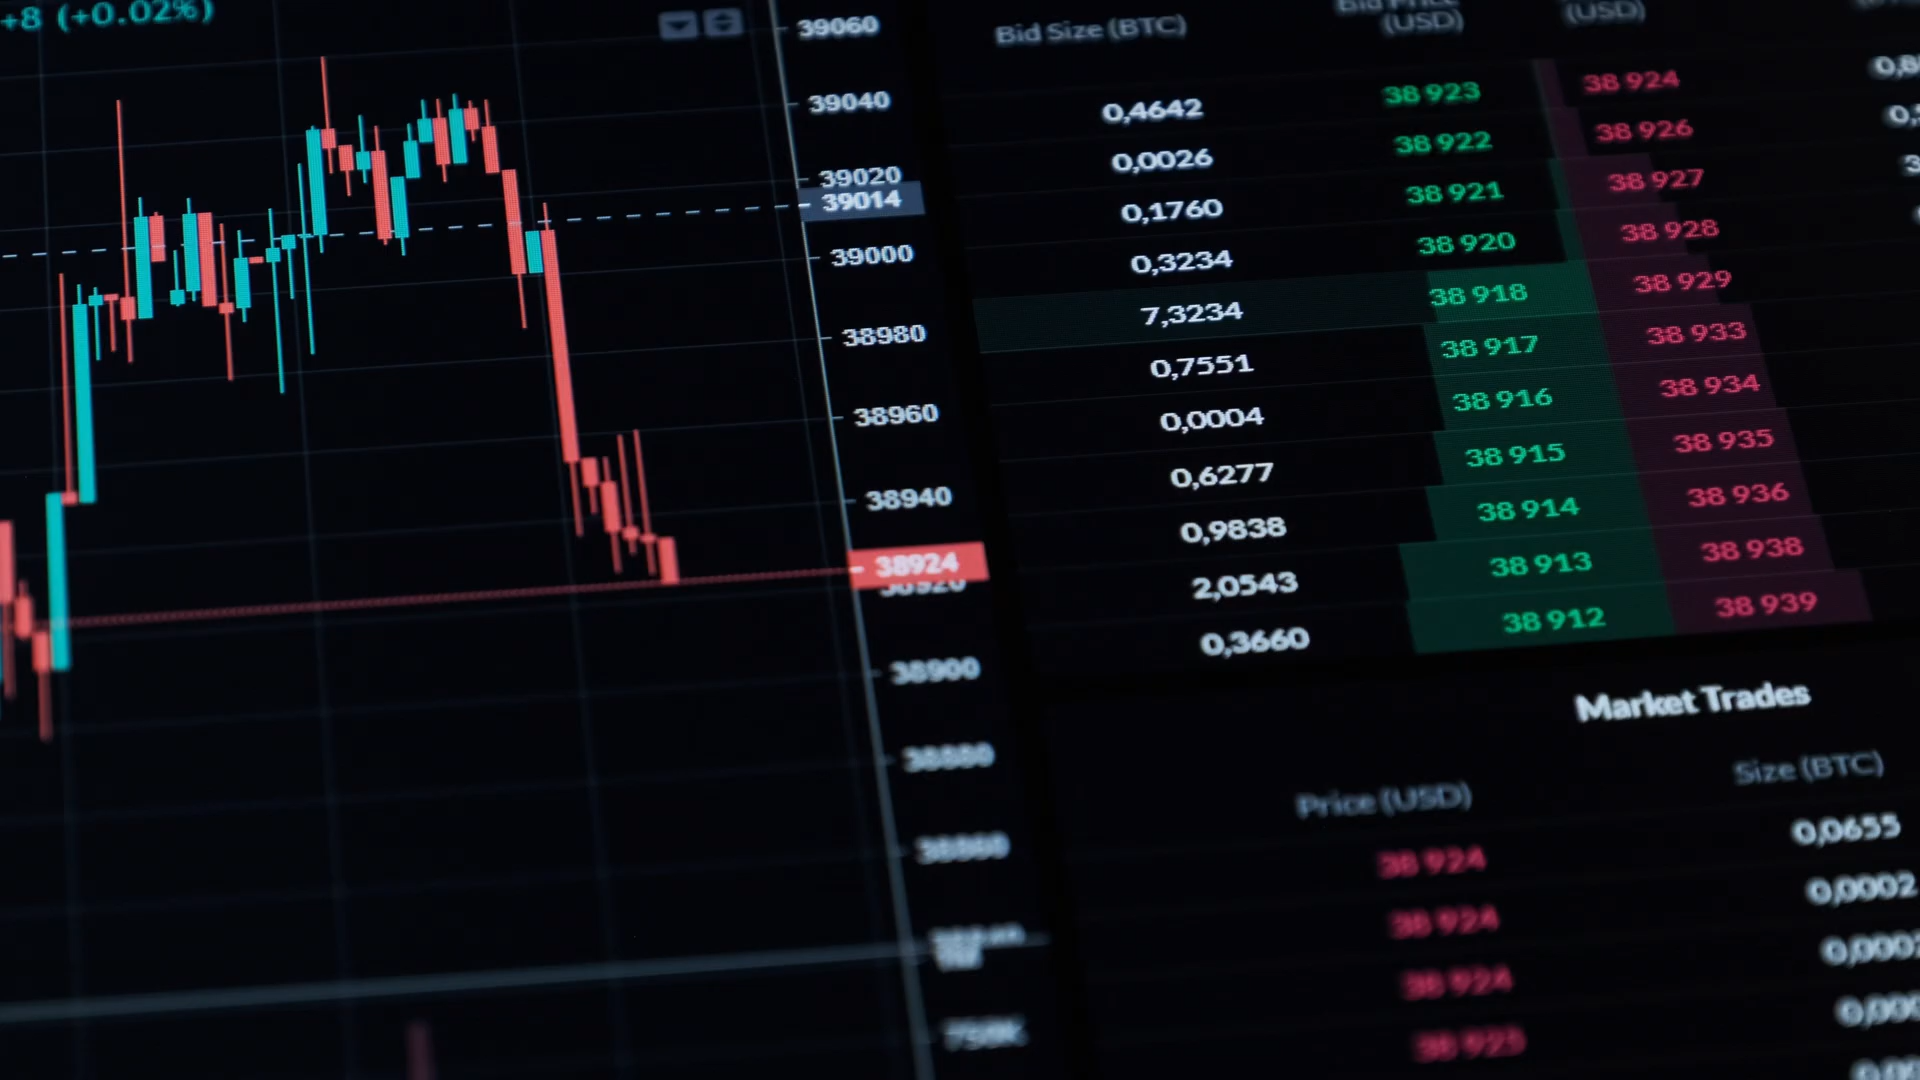 +8 (+0.02%)
39060
39040
39020
39014
39000
38980
38960
38940
38924
38920
38900
38880
38860
750K
Bid Size (BTC)
Bid Price (USD)
(USD)
0,4642 38 923 38 924
0,0026 38 922 38 926
0,1760 38 921 38 927
0,3234 38 920 38 928
7,3234 38 918 38 929
0,7551 38 917 38 933
0,0004 38 916 38 934
0,6277 38 915 38 935
0,9838 38 914 38 936
2,0543 38 913 38 938
0,3660 38 912 38 939
Market Trades
Price (USD) Size (BTC)
38 924 0,0655
38 924 0,0002
38 924
38 925